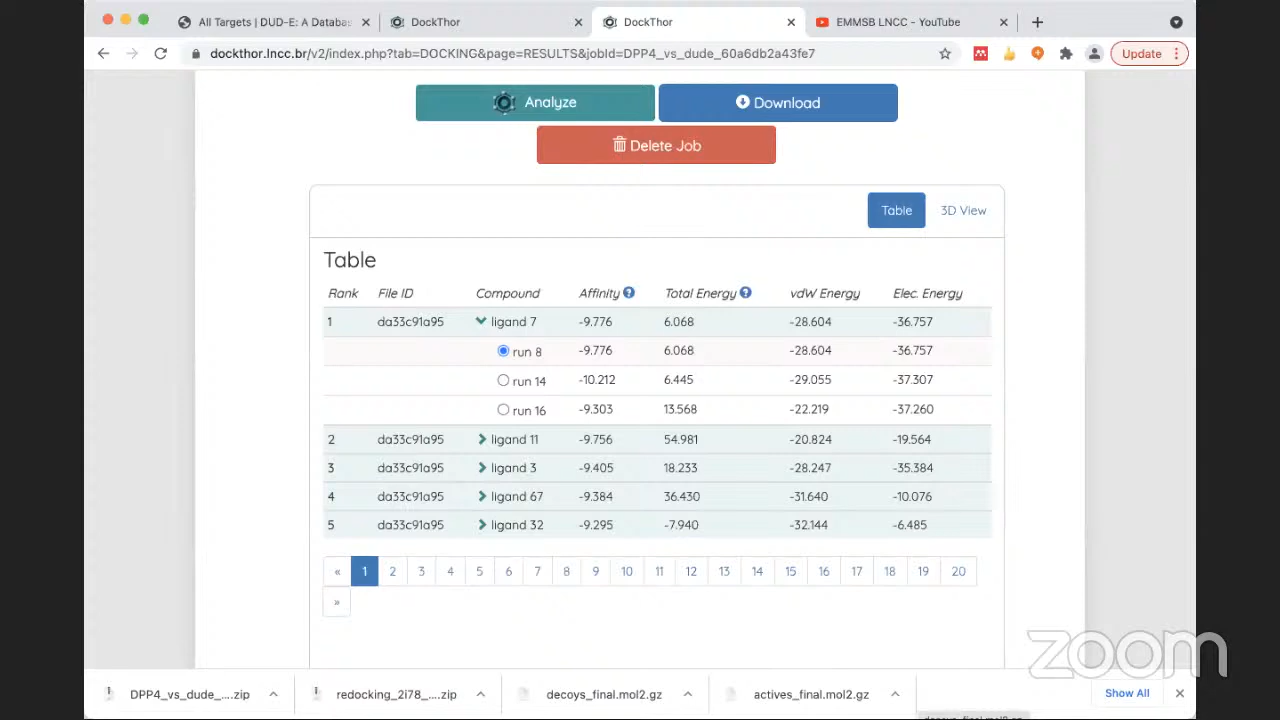 All Targets | DUD-E: A Databas
DockThor
DockThor
EMMSB LNCC - YouTube
dockthor.lncc.br/v2/index.php?tab=DOCKING&page=RESULTS&jobId=DPP4_vs_dude_60a6db2a43fe7
Update
Analyze
Download
Delete Job
Table
3D View
Table
Rank File ID Compound Affinity Total Energy vdW Energy Elec. Energy
1 da33c91a95 ligand 7 -9.776 6.068 -28.604 -36.757
run 8 -9.776 6.068 -28.604 -36.757
run 14 -10.212 6.445 -29.055 -37.307
run 16 -9.303 13.568 -22.219 -37.260
2 da33c91a95 ligand 11 -9.756 54.981 -20.824 -19.564
3 da33c91a95 ligand 3 -9.405 18.233 -28.247 -35.384
4 da33c91a95 ligand 67 -9.384 36.430 -31.640 -10.076
5 da33c91a95 ligand 32 -9.295 -7.940 -32.144 -6.485
« 1 2 3 4 5 6 7 8 9 10 11 12 13 14 15 16 17 18 19 20
»
zoom
DPP4_vs_dude_....zip
redocking_2i78_....zip
decoys_final.mol2.gz
actives_final.mol2.gz
Show All